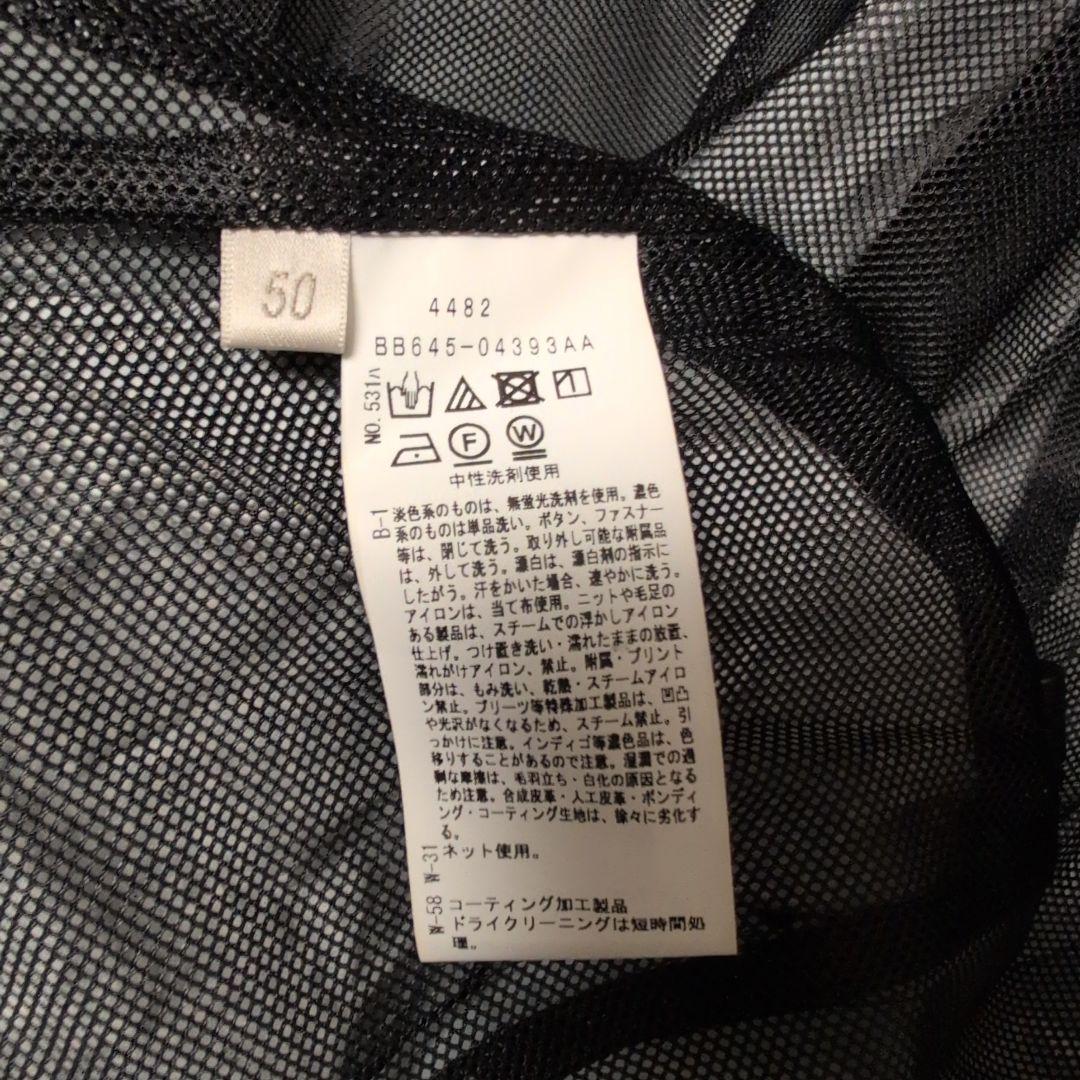 50
4482
BB645-04393AA
NO.531A
F
W
中性洗剤使用
B-1
淡色系のものは、無蛍光洗剤を使用。濃色
系のものは単品洗い。ボタン、ファスナー
等は、閉じて洗う。取り外し可能な附属品
は、外して洗う。漂白は、漂白剤の指示に
したがう。汗をかいた場合、速やかに洗う。
アイロンは、当て布使用。ニットや毛足の
ある製品は、スチームでの浮かしアイロン
仕上げ。つけ置き洗い・濡れたままの放置、
濡れがけアイロン、禁止。附属・プリント
部分は、もみ洗い、乾熱・スチームアイロ
ン禁止。プリーツ等特殊加工製品は、凹凸
や光沢がなくなるため、スチーム禁止。引
っかけに注意。インディゴ等濃色品は、色
移りすることがあるので注意。湿潤での過
剰な摩擦は、毛羽立ち・白化の原因となる
ため注意。合成皮革・人工皮革・ボンディ
ング・コーティング生地は、徐々に劣化す
る。
W-31
ネット使用。
W-58
コーティング加工製品
ドライクリーニングは短時間処
理。